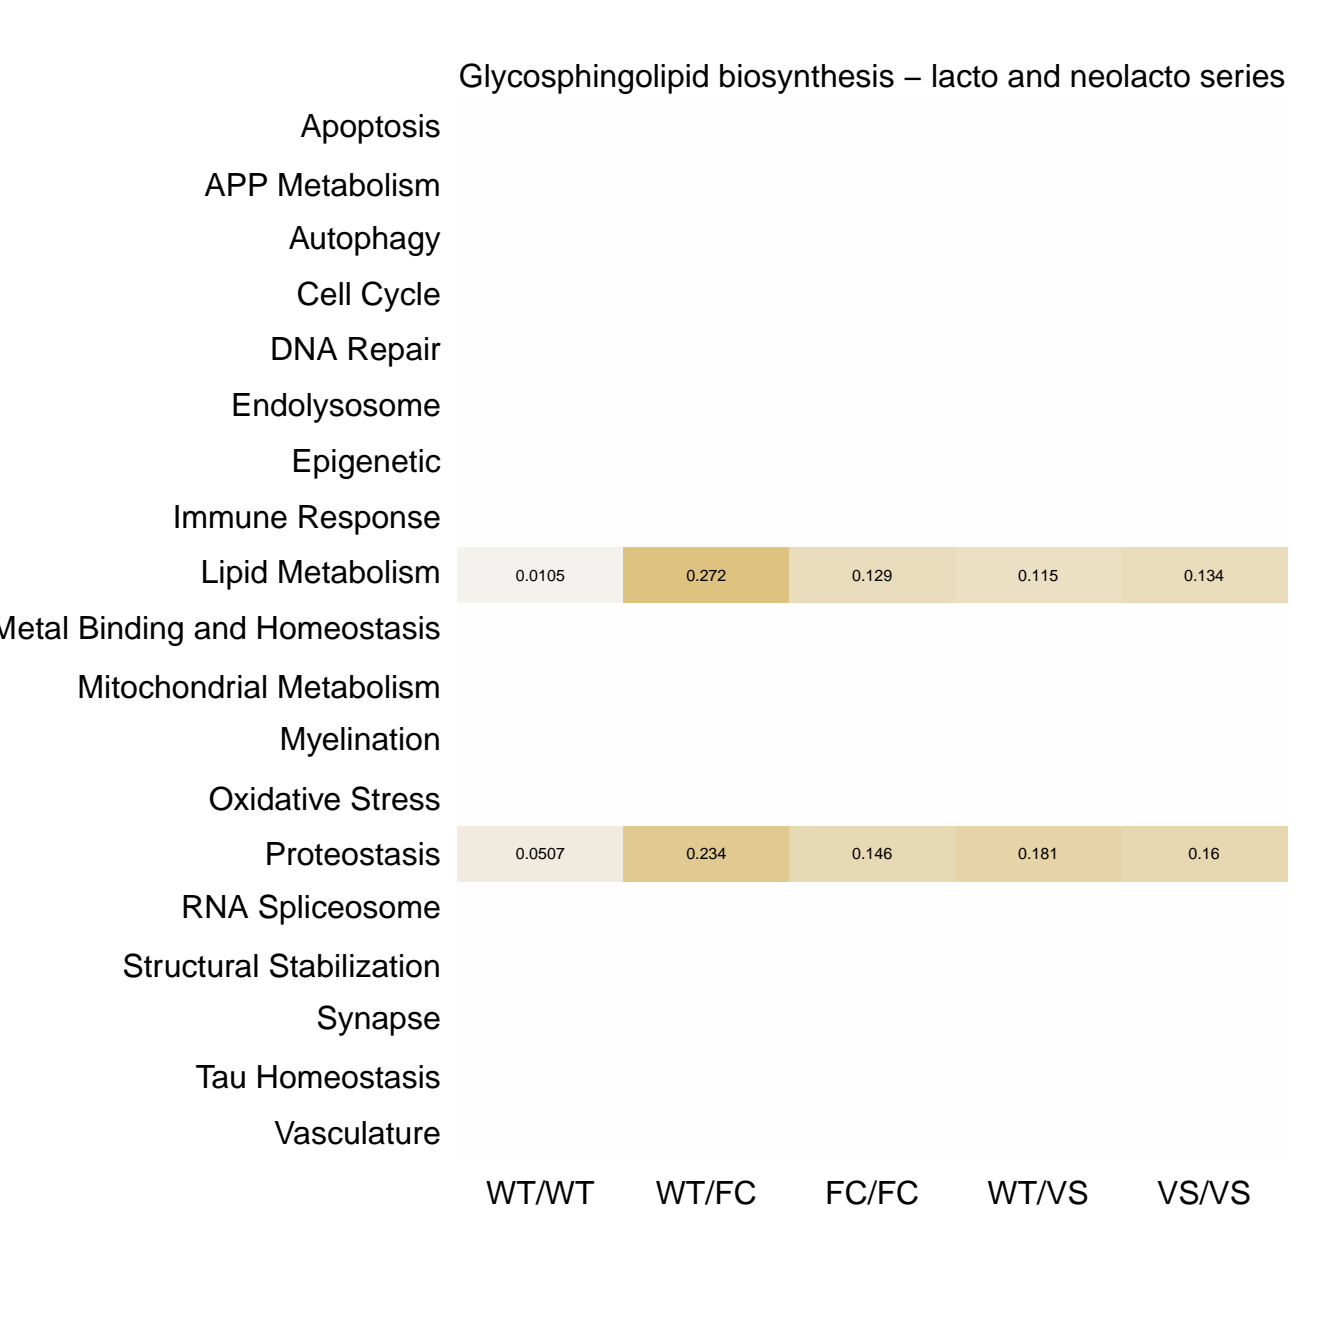 Glycosphingolipid biosynthesis – lacto and neolacto series
Apoptosis
APP Metabolism
Autophagy
Cell Cycle
DNA Repair
Endolysosome
Epigenetic
Immune Response
Lipid Metabolism 0.0105 0.272 0.129 0.115 0.134
Metal Binding and Homeostasis
Mitochondrial Metabolism
Myelination
Oxidative Stress
Proteostasis 0.0507 0.234 0.146 0.181 0.16
RNA Spliceosome
Structural Stabilization
Synapse
Tau Homeostasis
Vasculature
WT/WT WT/FC FC/FC WT/VS VS/VS